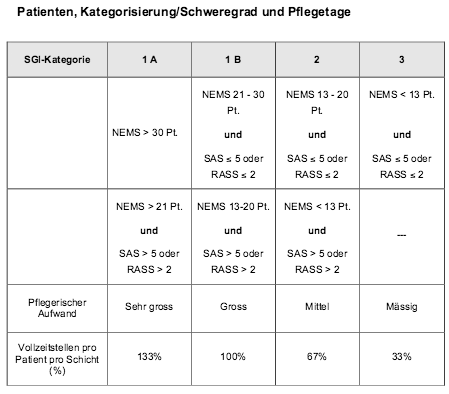 Patienten, Kategorisierung/Schweregrad und Pflegetage
SGI-Kategorie 1 A 1 B 2 3
NEMS > 30 Pt.
NEMS 21 - 30
Pt.
und
SAS ≤ 5 oder
RASS ≤ 2
NEMS 13 - 20
Pt.
und
SAS ≤ 5 oder
RASS ≤ 2
NEMS < 13 Pt.
und
SAS ≤ 5 oder
RASS ≤ 2
NEMS > 21 Pt.
und
SAS > 5 oder
RASS > 2
NEMS 13-20 Pt.
und
SAS > 5 oder
RASS > 2
NEMS < 13 Pt.
und
SAS > 5 oder
RASS > 2
---
Pflegerischer
Aufwand
Sehr gross Gross Mittel Mässig
Vollzeitstellen pro
Patient pro Schicht
(%)
133% 100% 67% 33%